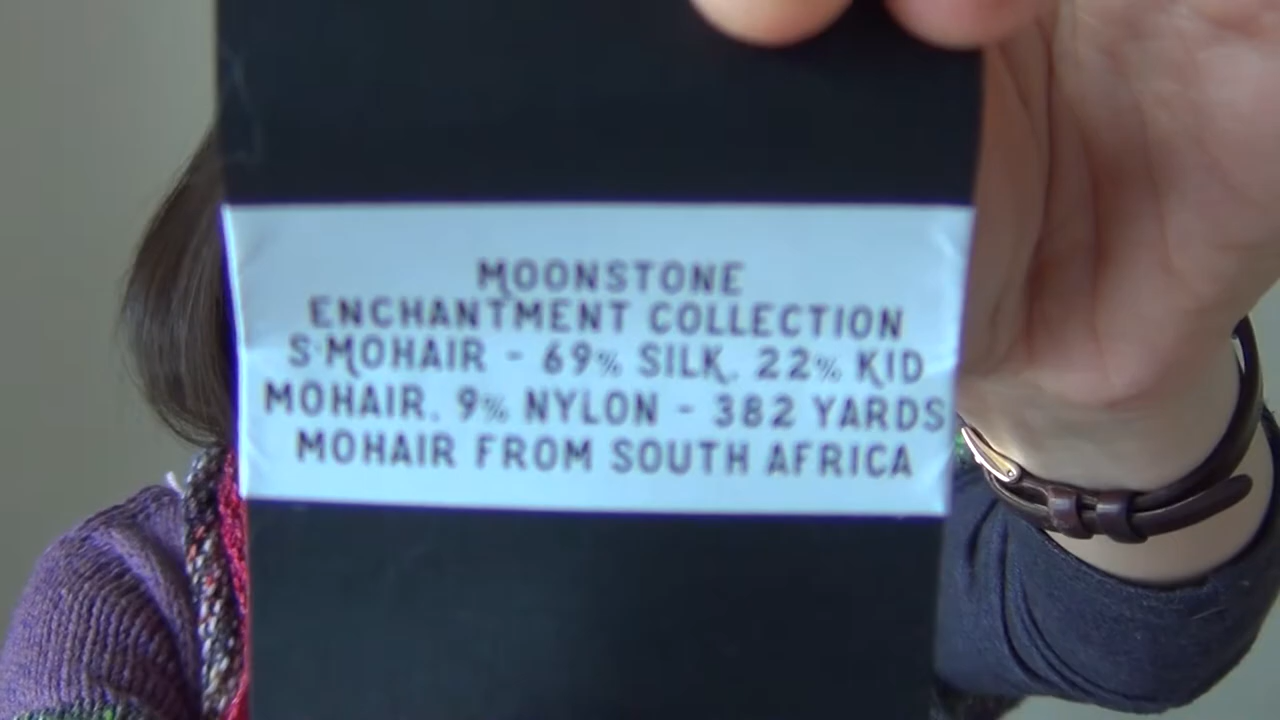 MOONSTONE
ENCHANTMENT COLLECTION
S·MOHAIR - 69% SILK, 22% KID
MOHAIR, 9% NYLON - 382 YARDS
MOHAIR FROM SOUTH AFRICA